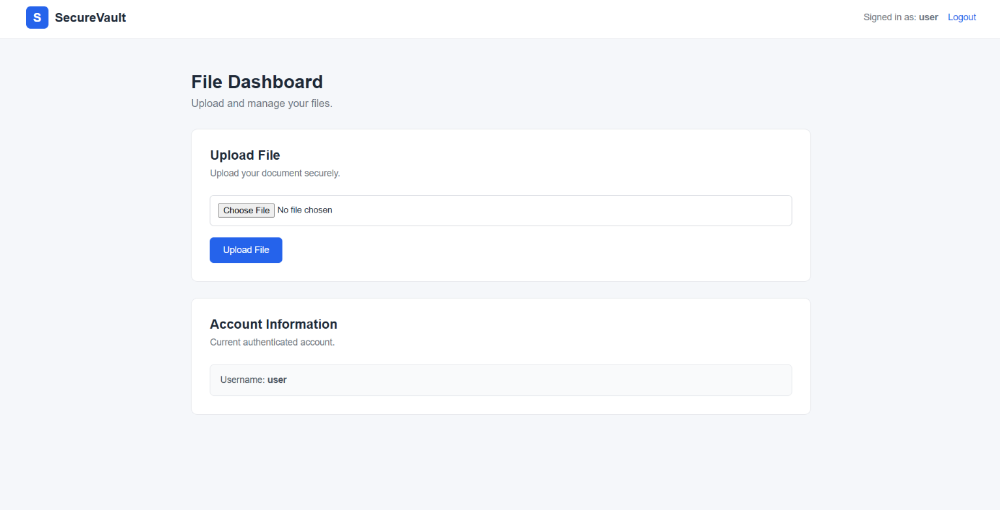 S SecureVault
Signed in as: user Logout
File Dashboard
Upload and manage your files.
Upload File
Upload your document securely.
Choose File No file chosen
Upload File
Account Information
Current authenticated account.
Username: user